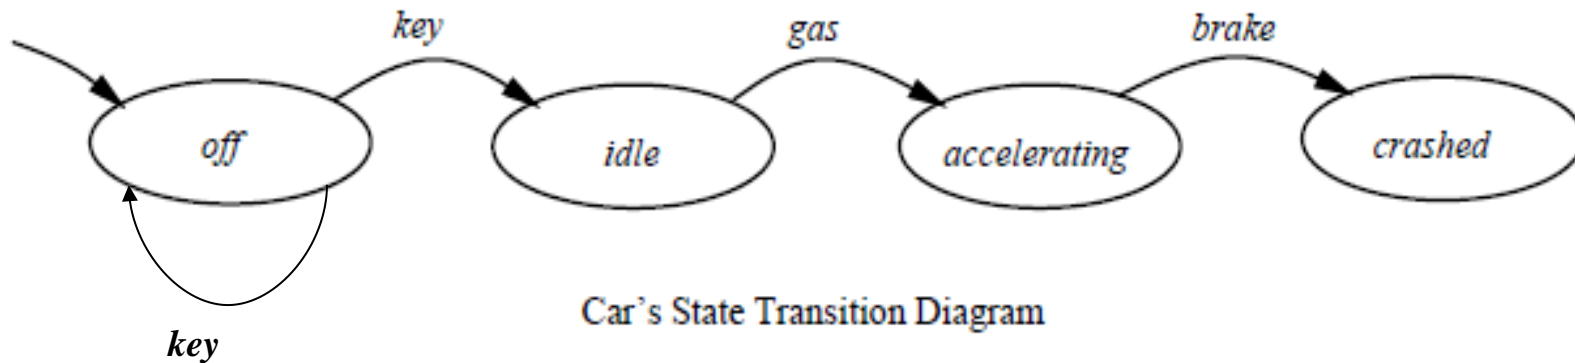 key
gas
brake
off
idle
accelerating
crashed
Car’s State Transition Diagram
key